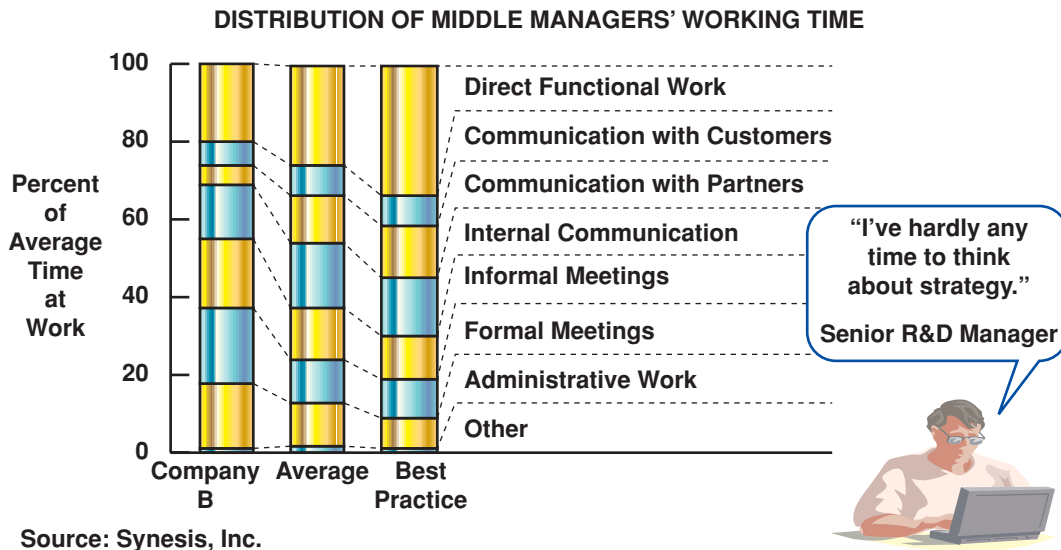 DISTRIBUTION OF MIDDLE MANAGERS’ WORKING TIME
100
80
60
40
20
0
Percent
of
Average
Time
at
Work
Company
B
Average
Best
Practice
Direct Functional Work
Communication with Customers
Communication with Partners
Internal Communication
Informal Meetings
Formal Meetings
Administrative Work
Other
“I’ve hardly any
time to think
about strategy.”
Senior R&D Manager
Source: Synesis, Inc.